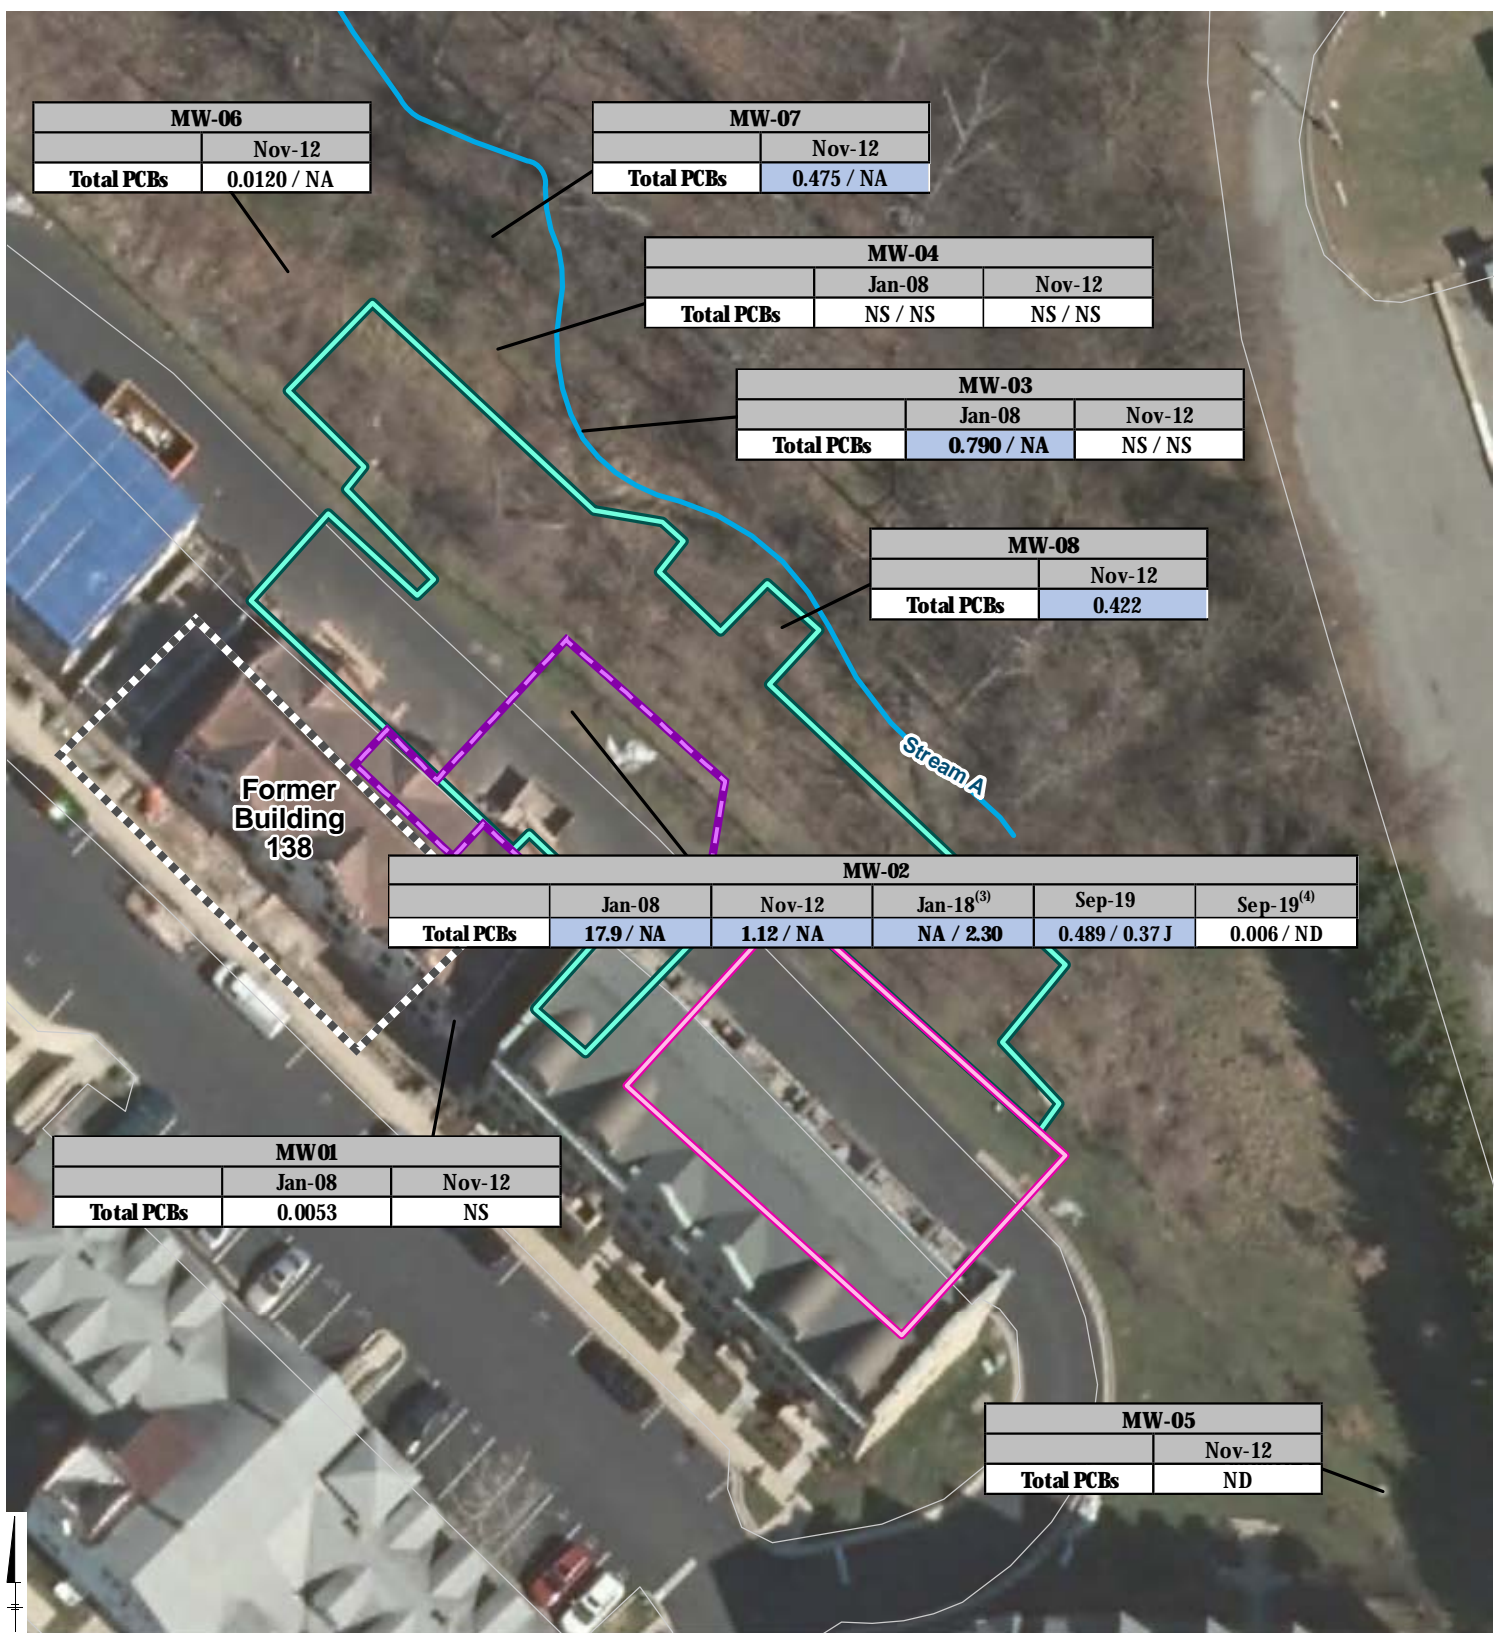 MW-06
Nov-12
Total PCBs 0.0120 / NA
MW-07
Nov-12
Total PCBs 0.475 / NA
MW-04
Jan-08 Nov-12
Total PCBs NS / NS NS / NS
MW-03
Jan-08 Nov-12
Total PCBs 0.790 / NA NS / NS
MW-08
Nov-12
Total PCBs 0.422
Stream A
Former
Building
138
MW-02
Jan-08 Nov-12 Jan-18(3) Sep-19 Sep-19(4)
Total PCBs 17.9 / NA 1.12 / NA NA / 2.30 0.489 / 0.37 J 0.006 / ND
MW01
Jan-08 Nov-12
Total PCBs 0.0053 NS
MW-05
Nov-12
Total PCBs ND